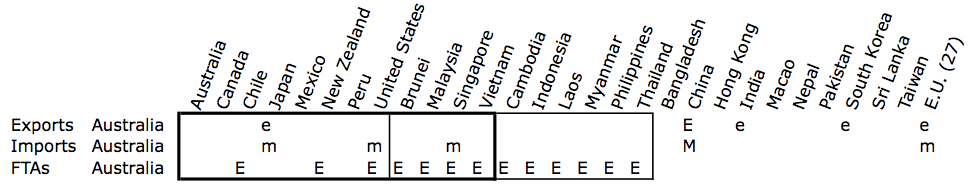 Australia Canada Chile Japan Mexico New Zealand Peru United States Brunei Malaysia Singapore Vietnam Cambodia Indonesia Laos Myanmar Philippines Thailand Bangladesh China Hong Kong India Macao Nepal Pakistan South Korea Sri Lanka Taiwan E.U. (27)
Exports Australia e E e e e
Imports Australia m m m M m
FTAs Australia E E E E E E E E E E E E E